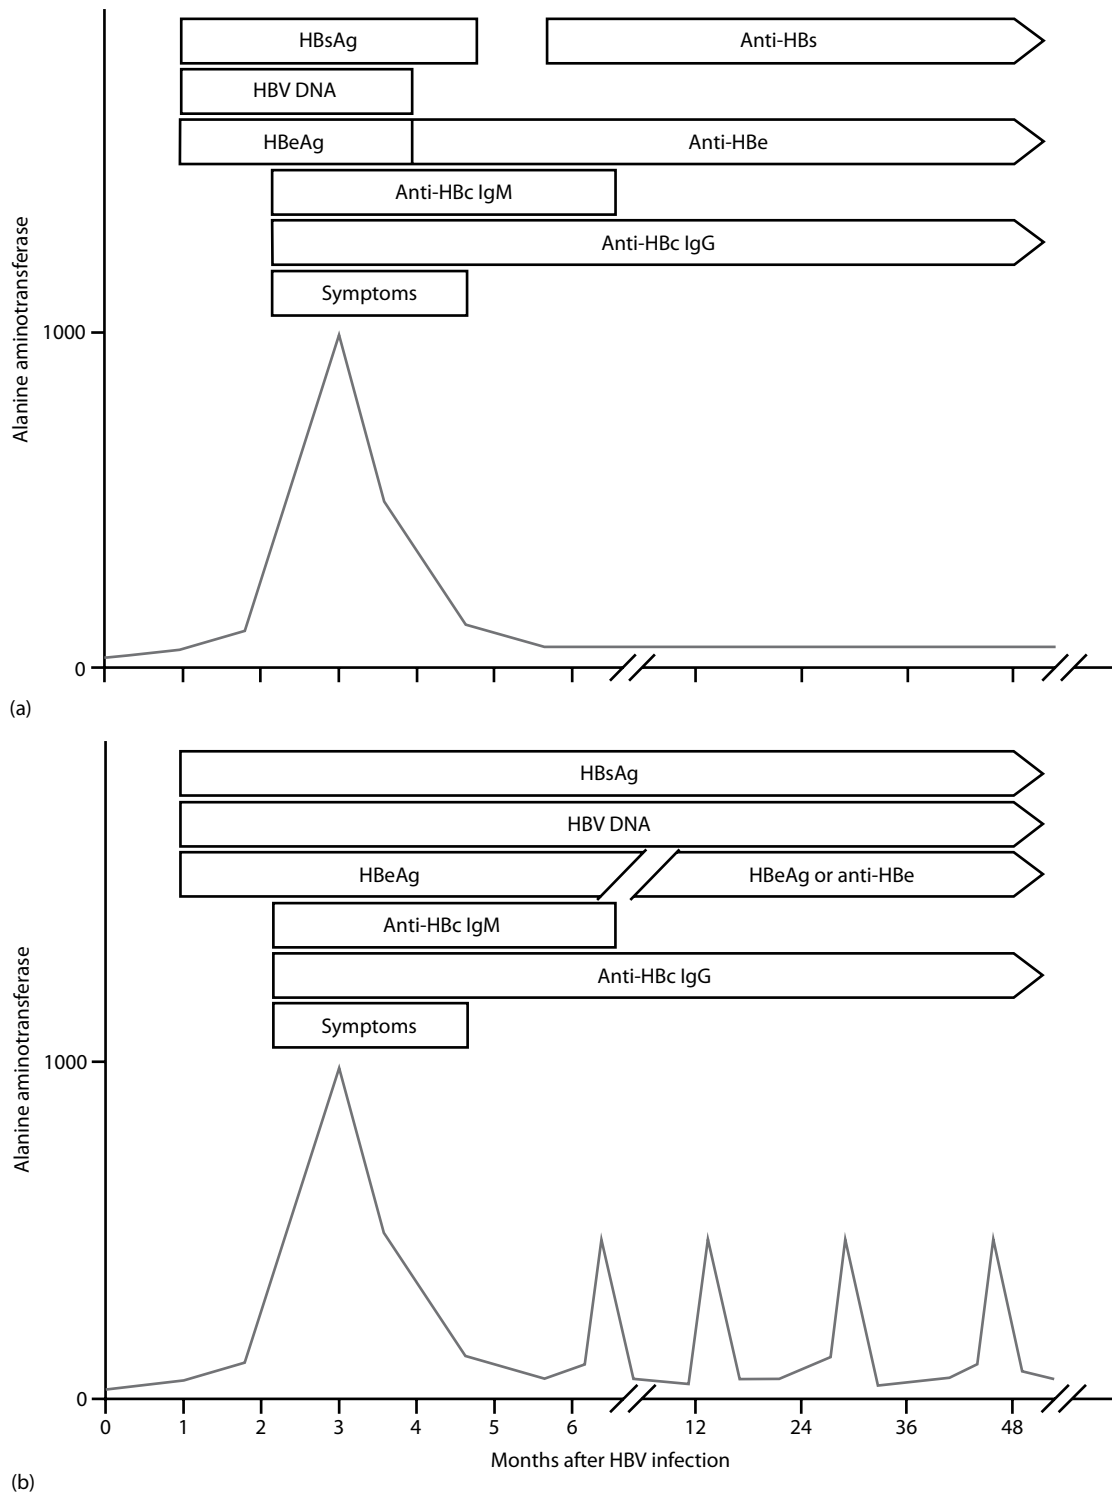 HBsAg
Anti-HBs
HBV DNA
HBeAg
Anti-HBe
Anti-HBc IgM
Anti-HBc IgG
Symptoms
1000
Alanine aminotransferase
0
(a)
HBsAg
HBV DNA
HBeAg
HBeAg or anti-HBe
Anti-HBc IgM
Anti-HBc IgG
Symptoms
1000
Alanine aminotransferase
0
0 1 2 3 4 5 6 12 24 36 48
Months after HBV infection
(b)